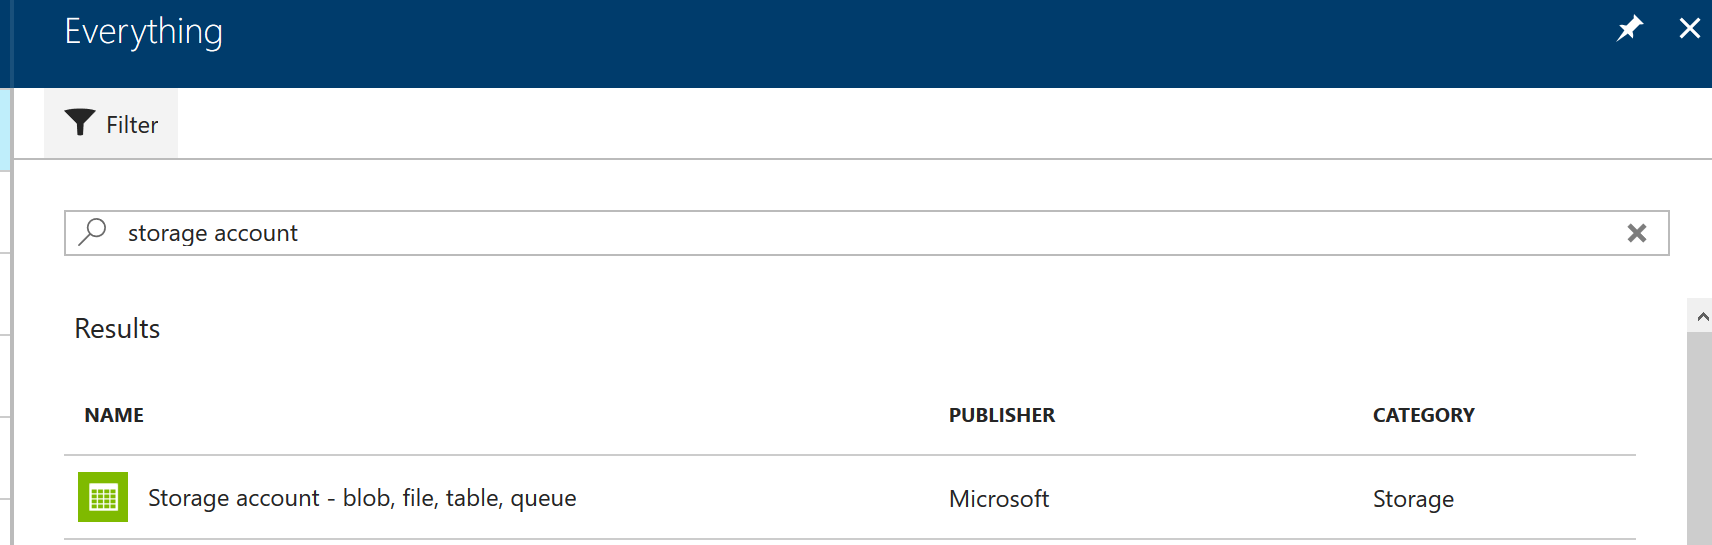 Everything
Filter
storage account
Results
NAME PUBLISHER CATEGORY
Storage account - blob, file, table, queue Microsoft Storage